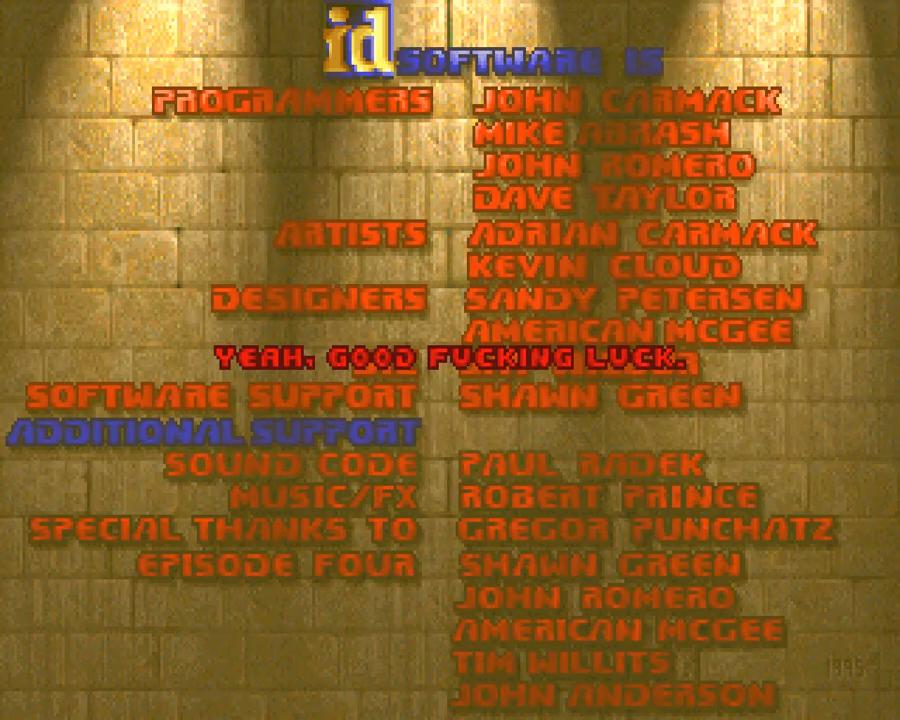 id SOFTWARE IS
PROGRAMMERS JOHN CARMACK
MIKE ABRASH
JOHN ROMERO
DAVE TAYLOR
ARTISTS ADRIAN CARMACK
KEVIN CLOUD
DESIGNERS SANDY PETERSEN
AMERICAN MCGEE
YEAH, GOOD FUCKING LUCK.
SOFTWARE SUPPORT SHAWN GREEN
ADDITIONAL SUPPORT
SOUND CODE PAUL RADEK
MUSIC/FX ROBERT PRINCE
SPECIAL THANKS TO GREGOR PUNCHATZ
EPISODE FOUR SHAWN GREEN
JOHN ROMERO
AMERICAN MCGEE
TIM WILLITS
1995
JOHN ANDERSON